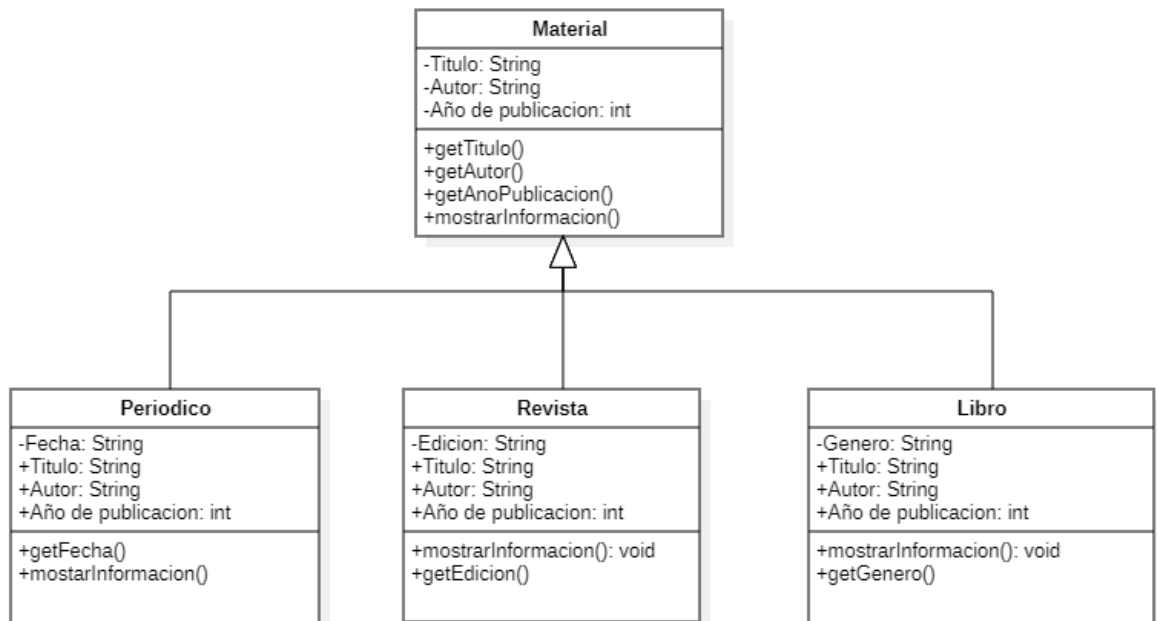 Material
-Titulo: String
-Autor: String
-Año de publicacion: int
+getTitulo()
+getAutor()
+getAnoPublicacion()
+mostrarInformacion()
Periodico
-Fecha: String
+Titulo: String
+Autor: String
+Año de publicacion: int
+getFecha()
+mostarInformacion()
Revista
-Edicion: String
+Titulo: String
+Autor: String
+Año de publicacion: int
+mostrarInformacion(): void
+getEdicion()
Libro
-Genero: String
+Titulo: String
+Autor: String
+Año de publicacion: int
+mostrarInformacion(): void
+getGenero()